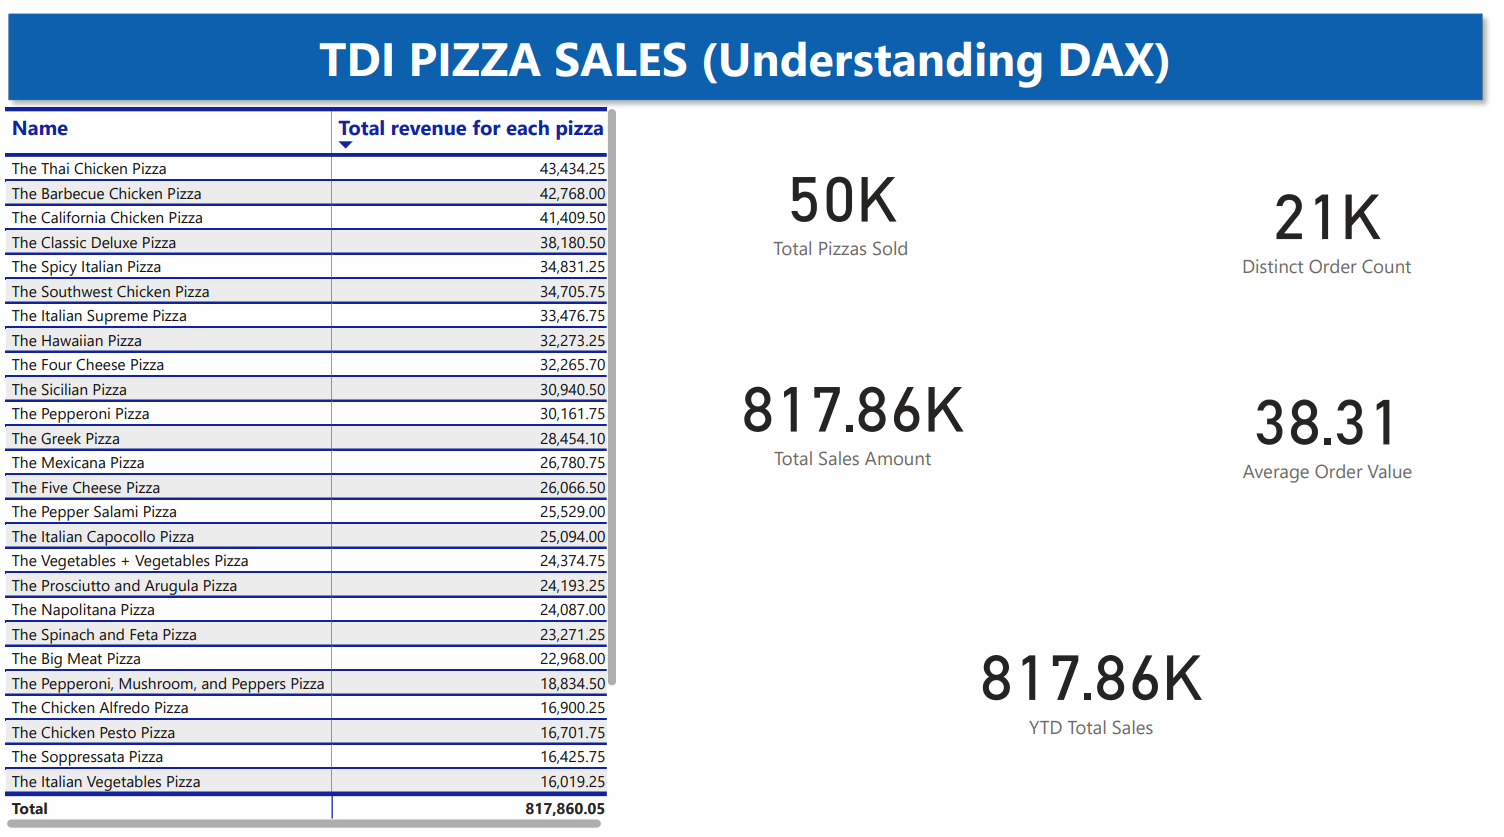 TDI PIZZA SALES (Understanding DAX)
Name Total revenue for each pizza
The Thai Chicken Pizza 43,434.25
The Barbecue Chicken Pizza 42,768.00
The California Chicken Pizza 41,409.50
The Classic Deluxe Pizza 38,180.50
The Spicy Italian Pizza 34,831.25
The Southwest Chicken Pizza 34,705.75
The Italian Supreme Pizza 33,476.75
The Hawaiian Pizza 32,273.25
The Four Cheese Pizza 32,265.70
The Sicilian Pizza 30,940.50
The Pepperoni Pizza 30,161.75
The Greek Pizza 28,454.10
The Mexicana Pizza 26,780.75
The Five Cheese Pizza 26,066.50
The Pepper Salami Pizza 25,529.00
The Italian Capocollo Pizza 25,094.00
The Vegetables + Vegetables Pizza 24,374.75
The Prosciutto and Arugula Pizza 24,193.25
The Napolitana Pizza 24,087.00
The Spinach and Feta Pizza 23,271.25
The Big Meat Pizza 22,968.00
The Pepperoni, Mushroom, and Peppers Pizza 18,834.50
The Chicken Alfredo Pizza 16,900.25
The Chicken Pesto Pizza 16,701.75
The Soppressata Pizza 16,425.75
The Italian Vegetables Pizza 16,019.25
Total 817,860.05
50K
Total Pizzas Sold
21K
Distinct Order Count
817.86K
Total Sales Amount
38.31
Average Order Value
817.86K
YTD Total Sales